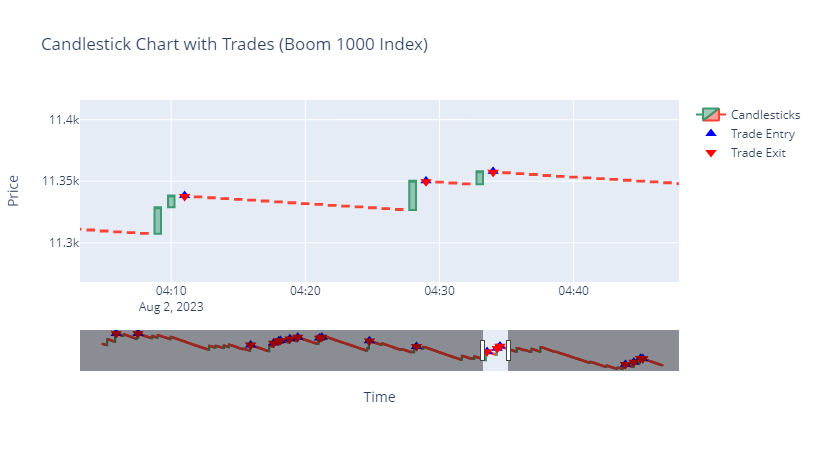 Candlestick Chart with Trades (Boom 1000 Index)
Candlesticks
Trade Entry
Trade Exit
Price
11.4k
11.35k
11.3k
04:10
04:20
04:30
04:40
Aug 2, 2023
Time